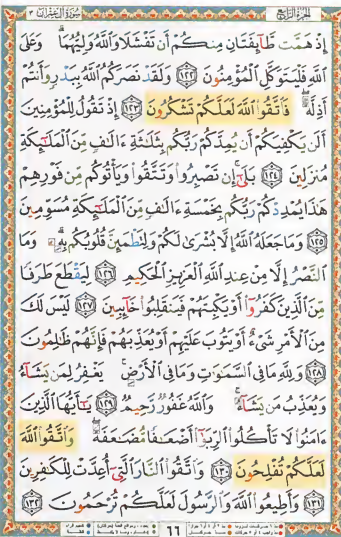 الجزء الرابع سورة آل عمران ٣
إِذْ هَمَّت طَّآئِفَتَانِ مِنكُمْ أَن تَفْشَلَا وَٱللَّهُ وَلِيُّهُمَا ۗ وَعَلَى
ٱللَّهِ فَلْيَتَوَكَّلِ ٱلْمُؤْمِنُونَ ١٢٢ وَلَقَدْ نَصَرَكُمُ ٱللَّهُ بِبَدْرٍ وَأَنتُمْ
أَذِلَّةٌ ۖ فَٱتَّقُوا۟ ٱللَّهَ لَعَلَّكُمْ تَشْكُرُونَ ١٢٣ إِذْ تَقُولُ لِلْمُؤْمِنِينَ
أَلَن يَكْفِيَكُمْ أَن يُمِدَّكُمْ رَبُّكُم بِثَلَـٰثَةِ ءَالَـٰفٍ مِّنَ ٱلْمَلَـٰٓئِكَةِ
مُنزَلِينَ ١٢٤ بَلَىٰٓ ۚ إِن تَصْبِرُوا۟ وَتَتَّقُوا۟ وَيَأْتُوكُم مِّن فَوْرِهِمْ
هَـٰذَا يُمْدِدْكُمْ رَبُّكُم بِخَمْسَةِ ءَالَـٰفٍ مِّنَ ٱلْمَلَـٰٓئِكَةِ مُسَوِّمِينَ
١٢٥ وَمَا جَعَلَهُ ٱللَّهُ إِلَّا بُشْرَىٰ لَكُمْ وَلِتَطْمَئِنَّ قُلُوبُكُم بِهِۦ ۗ وَمَا
ٱلنَّصْرُ إِلَّا مِنْ عِندِ ٱللَّهِ ٱلْعَزِيزِ ٱلْحَكِيمِ ١٢٦ لِيَقْطَعَ طَرَفًا
مِّنَ ٱلَّذِينَ كَفَرُوٓا۟ أَوْ يَكْبِتَهُمْ فَيَنقَلِبُوا۟ خَآئِبِينَ ١٢٧ لَيْسَ لَكَ
مِنَ ٱلْأَمْرِ شَىْءٌ أَوْ يَتُوبَ عَلَيْهِمْ أَوْ يُعَذِّبَهُمْ فَإِنَّهُمْ ظَـٰلِمُونَ
١٢٨ وَلِلَّهِ مَا فِى ٱلسَّمَـٰوَٰتِ وَمَا فِى ٱلْأَرْضِ ۚ يَغْفِرُ لِمَن يَشَآءُ
وَيُعَذِّبُ مَن يَشَآءُ ۚ وَٱللَّهُ غَفُورٌ رَّحِيمٌ ١٢٩ يَـٰٓأَيُّهَا ٱلَّذِينَ
ءَامَنُوا۟ لَا تَأْكُلُوا۟ ٱلرِّبَوٰٓا۟ أَضْعَـٰفًا مُّضَـٰعَفَةً ۖ وَٱتَّقُوا۟ ٱللَّهَ
لَعَلَّكُمْ تُفْلِحُونَ ١٣٠ وَٱتَّقُوا۟ ٱلنَّارَ ٱلَّتِىٓ أُعِدَّتْ لِلْكَـٰفِرِينَ
١٣١ وَأَطِيعُوا۟ ٱللَّهَ وَٱلرَّسُولَ لَعَلَّكُمْ تُرْحَمُونَ ١٣٢
٦٦